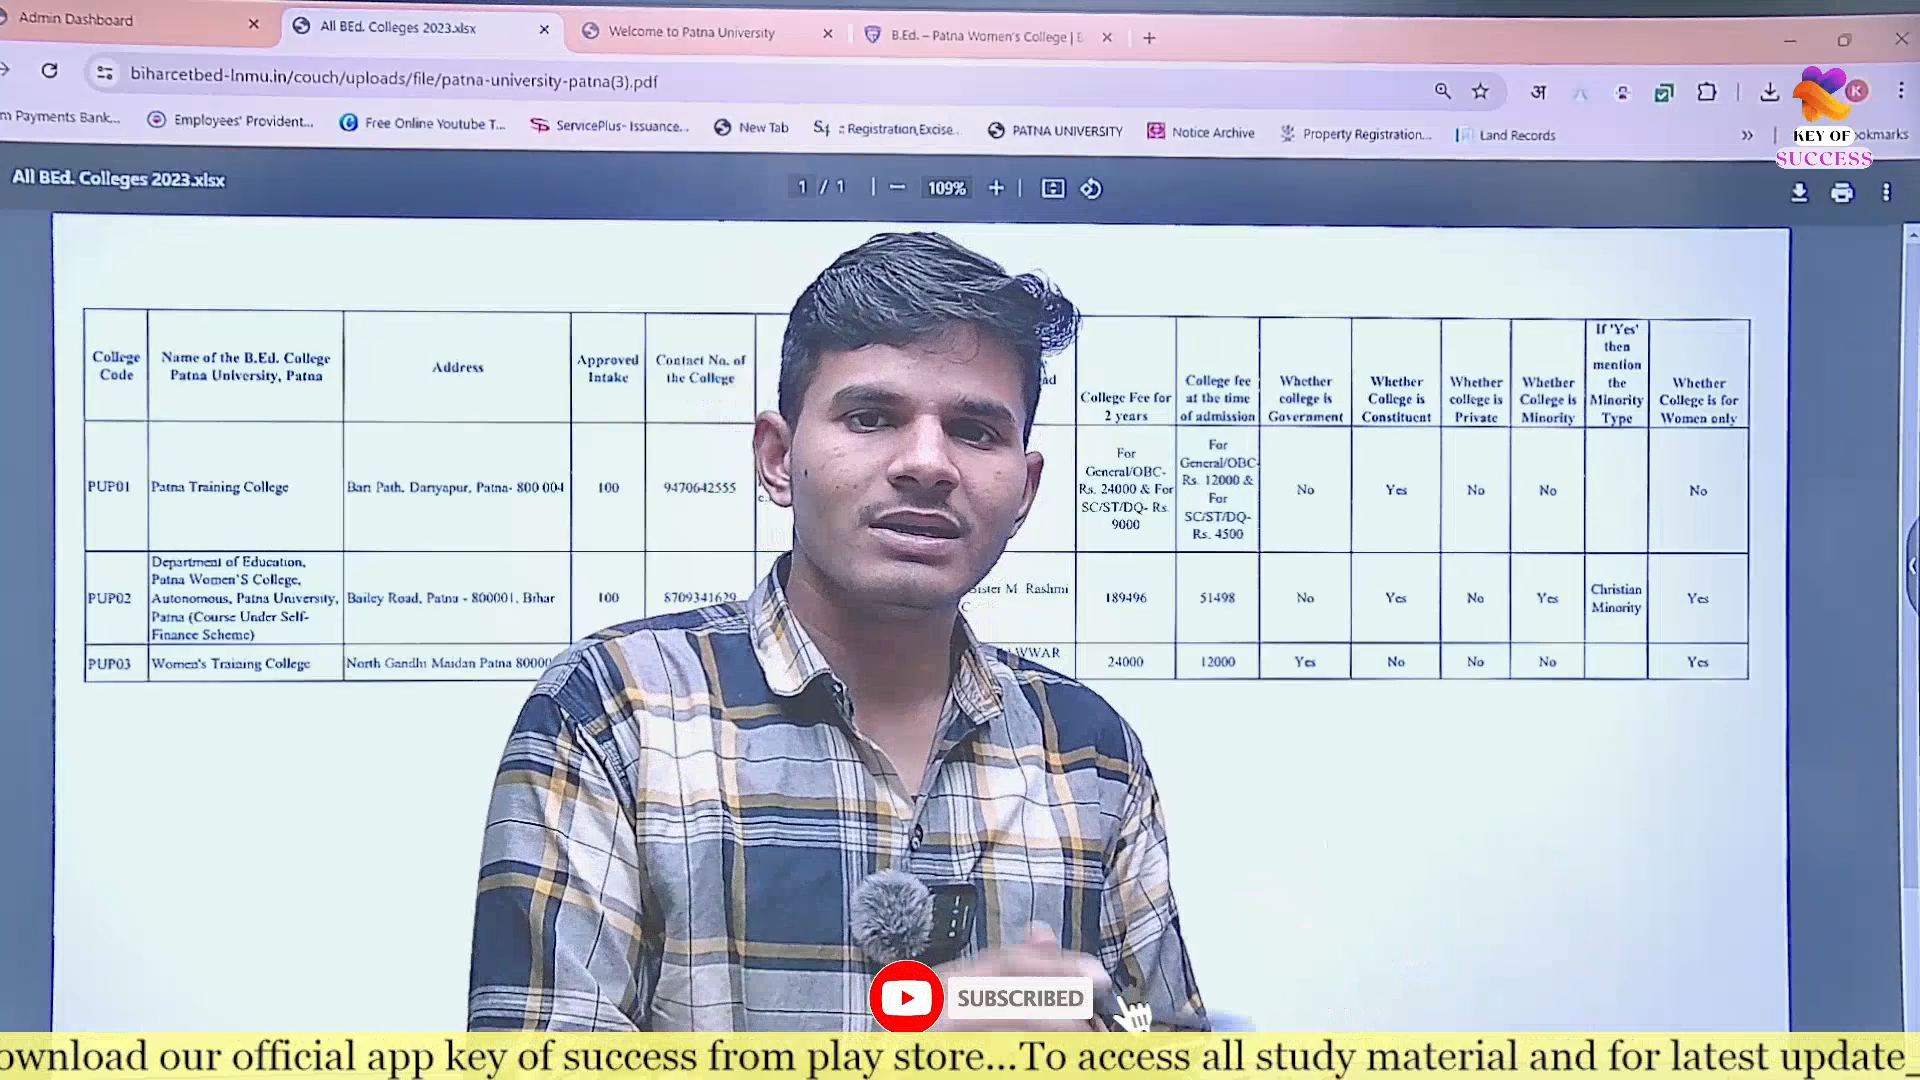 Admin Dashboard
All BEd. Colleges 2023.xlsx
Welcome to Patna University
B.Ed. – Patna Women's College | E
biharcetbed-lnmu.in/couch/uploads/file/patna-university-patna(3).pdf
अ
K
m Payments Bank...
Employees' Provident...
Free Online Youtube T...
ServicePlus- Issuance...
New Tab
:: Registration,Excise...
PATNA UNIVERSITY
Notice Archive
Property Registration...
Land Records
»
ookmarks
KEY OF
SUCCESS
All BEd. Colleges 2023.xlsx
1 / 1
109%
College
Code
Name of the B.Ed. College
Patna University, Patna
Address
Approved
Intake
Contact No. of
the College
ad
College Fee for
2 years
College fee
at the time
of admission
Whether
college is
Government
Whether
College is
Constituent
Whether
college is
Private
Whether
College is
Minority
If 'Yes'
then
mention
the
Minority
Type
Whether
College is for
Women only
PUP01
Patna Training College
Bari Path, Dariyapur, Patna- 800 004
100
9470642555
c.
For
General/OBC-
Rs. 24000 & For
SC/ST/DQ- Rs.
9000
For
General/OBC-
Rs. 12000 &
For
SC/ST/DQ-
Rs. 4500
No
Yes
No
No
No
PUP02
Department of Education,
Patna Women'S College,
Autonomous, Patna University,
Patna (Course Under Self-
Finance Scheme)
Bailey Road, Patna - 800001, Bihar
100
8709341629
Sister M Rashmi
C
189496
51498
No
Yes
No
Yes
Christian
Minority
Yes
PUP03
Women's Training College
North Gandhi Maidan Patna 80000
WWAR
24000
12000
Yes
No
No
No
Yes
SUBSCRIBED
ownload our official app key of success from play store...To access all study material and for latest update_